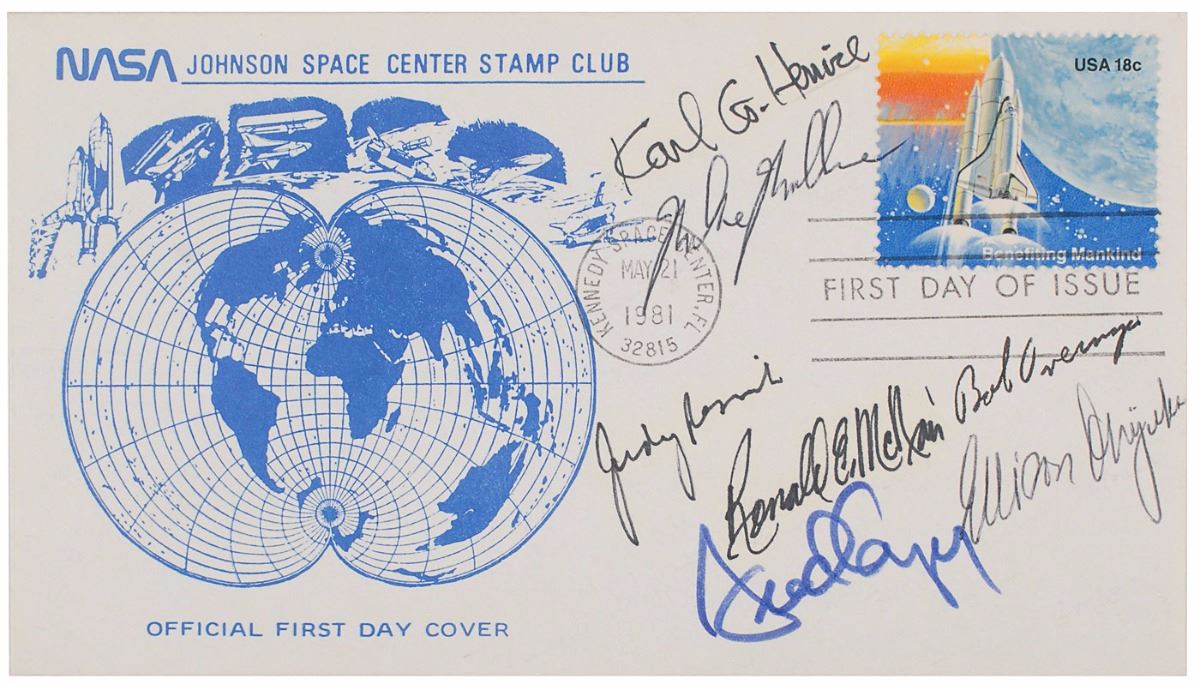 NASA JOHNSON SPACE CENTER STAMP CLUB
Karl G. Henize
USA 18c
Benefiting Mankind
KENNEDY SPACE CENTER, FL
MAY 21
1981
32815
FIRST DAY OF ISSUE
Judy Resnik
Ronald E. McNair
Bob Overmyer
Ellison Onizuka
OFFICIAL FIRST DAY COVER